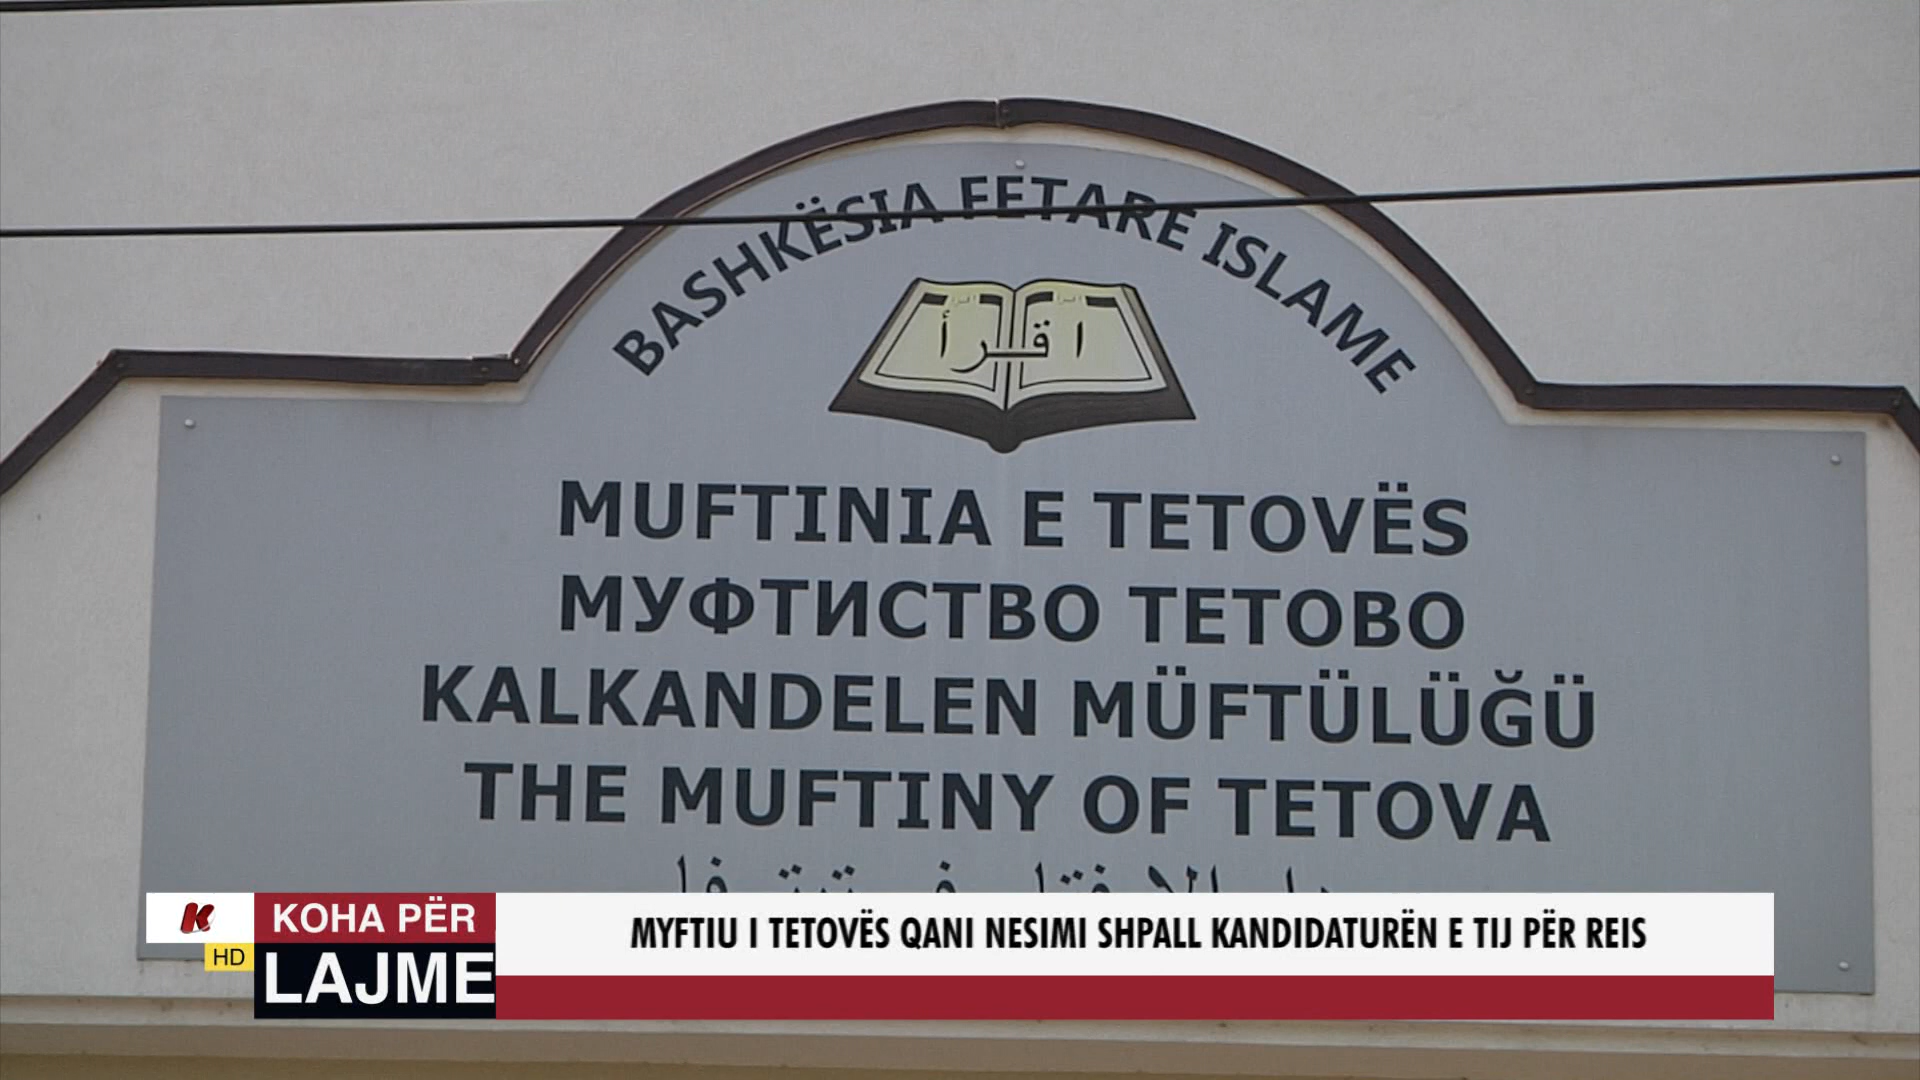 BASHKËSIA FETARE ISLAME
اقرأ
MUFTINIA E TETOVËS
МУФТИСТВО ТЕТОВО
KALKANDELEN MÜFTÜLÜĞÜ
THE MUFTINY OF TETOVA
K
HD
KOHA PËR
LAJME
MYFTIU I TETOVËS QANI NESIMI SHPALL KANDIDATURËN E TIJ PËR REIS